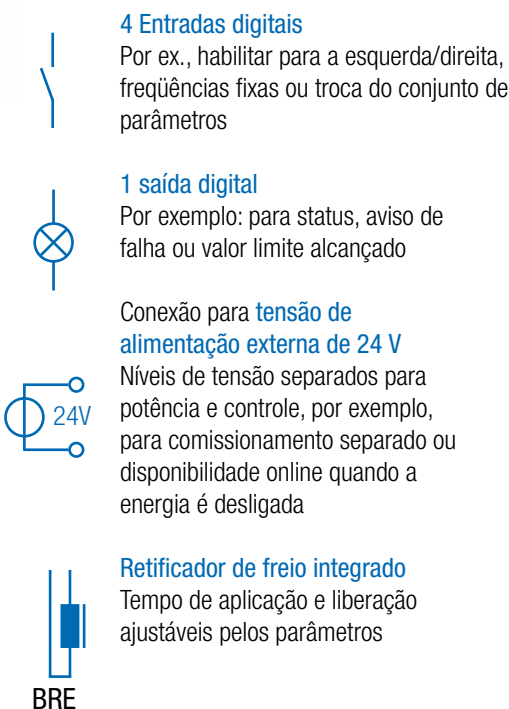 4 Entradas digitais
Por ex., habilitar para a esquerda/direita,
freqüências fixas ou troca do conjunto de
parâmetros
1 saída digital
Por exemplo: para status, aviso de
falha ou valor limite alcançado
Conexão para tensão de
alimentação externa de 24 V
24V
Níveis de tensão separados para
potência e controle, por exemplo,
para comissionamento separado ou
disponibilidade online quando a
energia é desligada
Retificador de freio integrado
Tempo de aplicação e liberação
ajustáveis pelos parâmetros
BRE